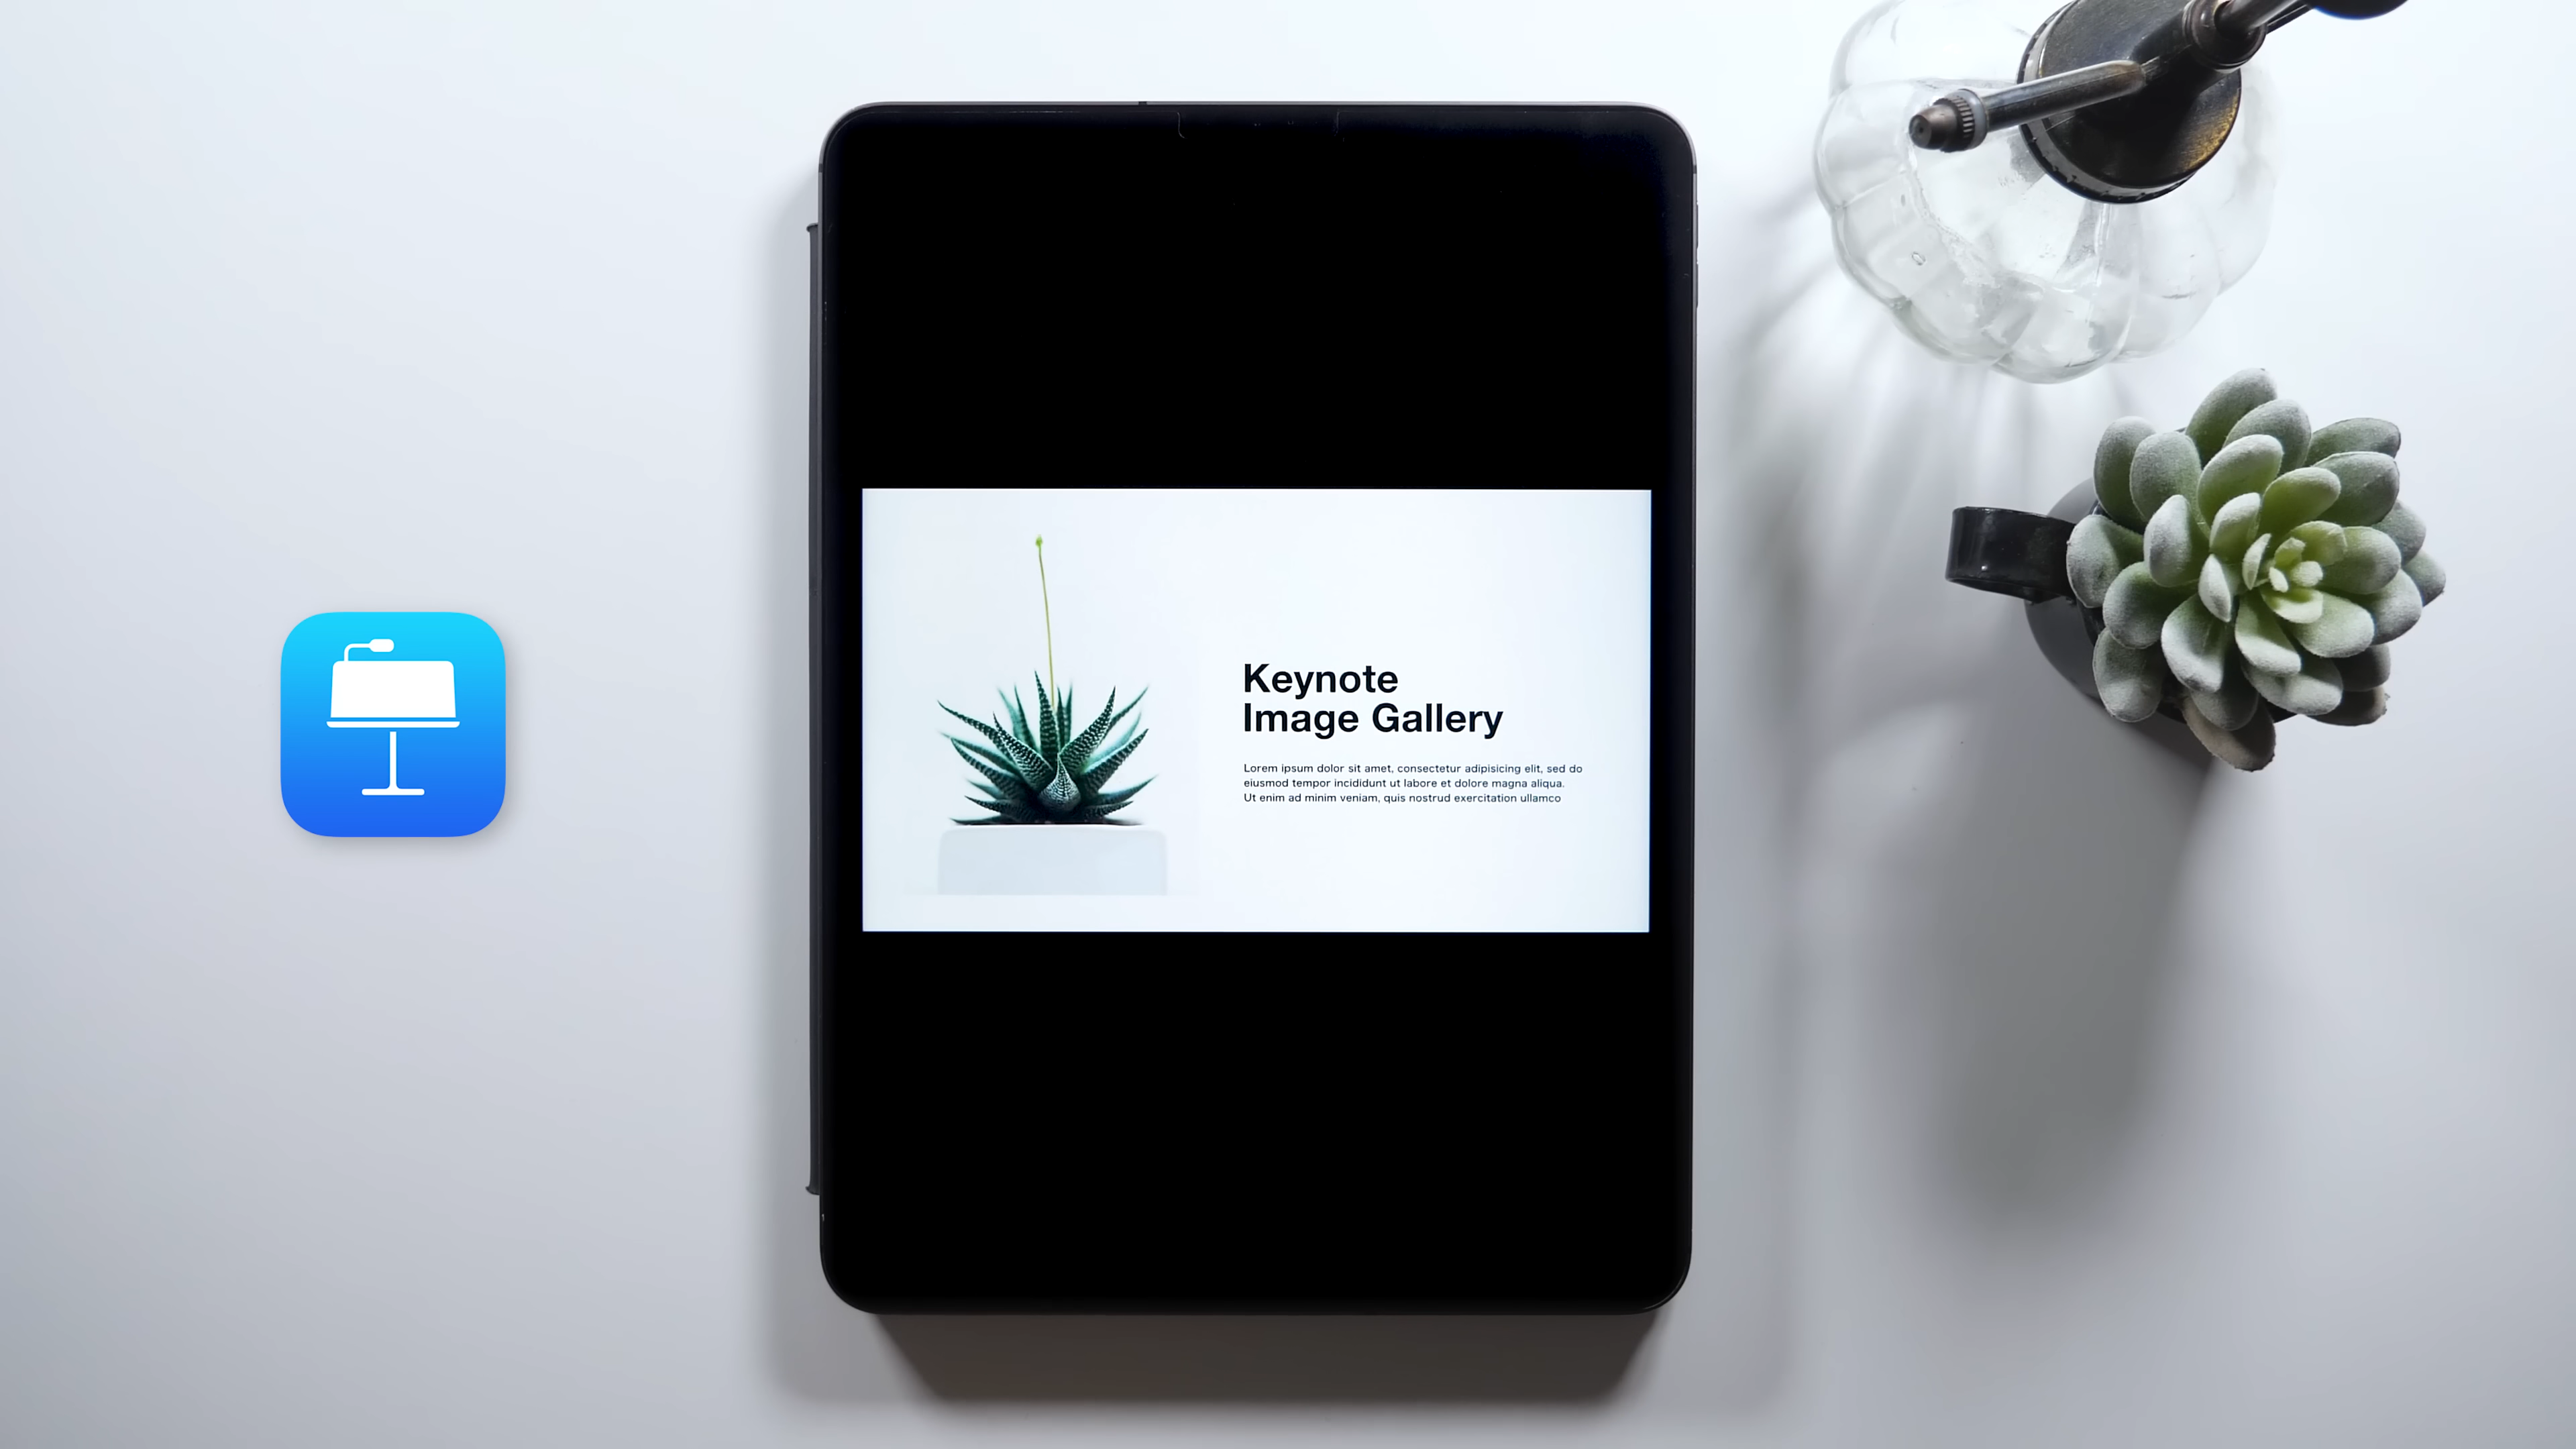 Keynote
Image Gallery
Lorem ipsum dolor sit amet, consectetur adipisicing elit, sed do
eiusmod tempor incididunt ut labore et dolore magna aliqua.
Ut enim ad minim veniam, quis nostrud exercitation ullamco